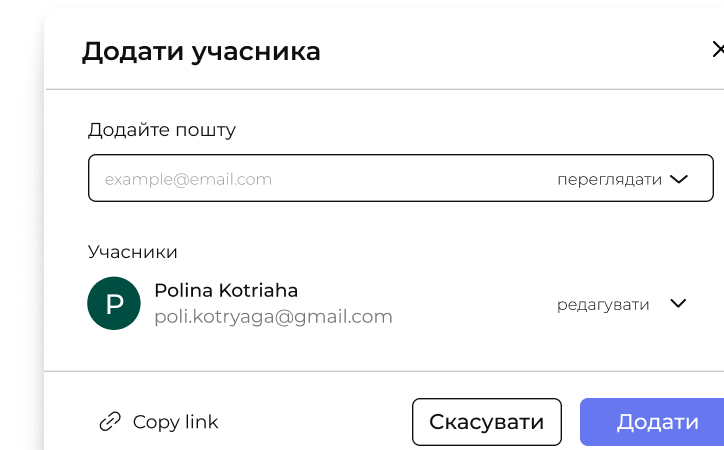 Додати учасника
Додайте пошту
example@email.com переглядати
Учасники
P
Polina Kotriaha
poli.kotryaga@gmail.com
редагувати
Copy link Скасувати Додати